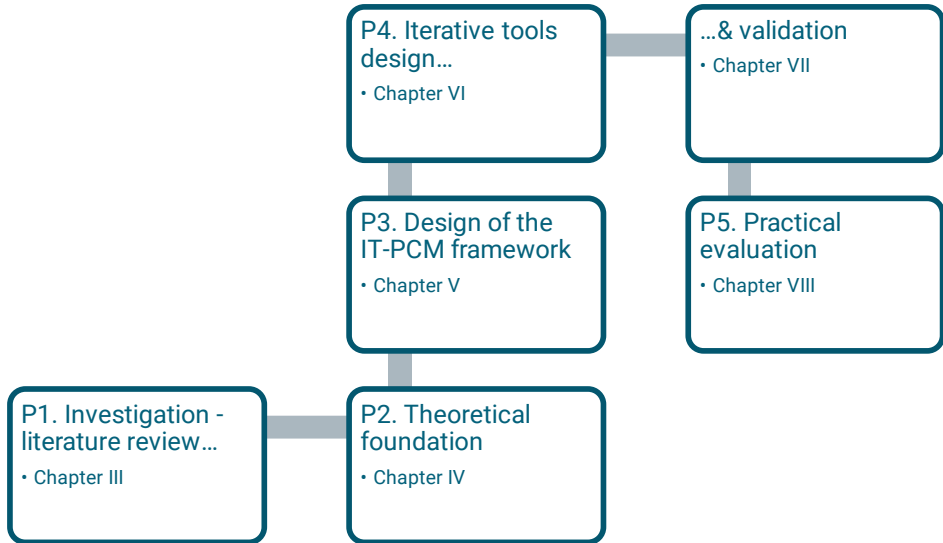 P4. Iterative tools
design…
• Chapter VI
…& validation
• Chapter VII
P3. Design of the
IT-PCM framework
• Chapter V
P5. Practical
evaluation
• Chapter VIII
P1. Investigation -
literature review…
• Chapter III
P2. Theoretical
foundation
• Chapter IV